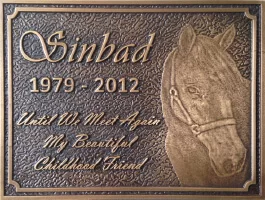 Sinbad
1979 - 2012
Until We Meet Again
My Beautiful
Childhood Friend